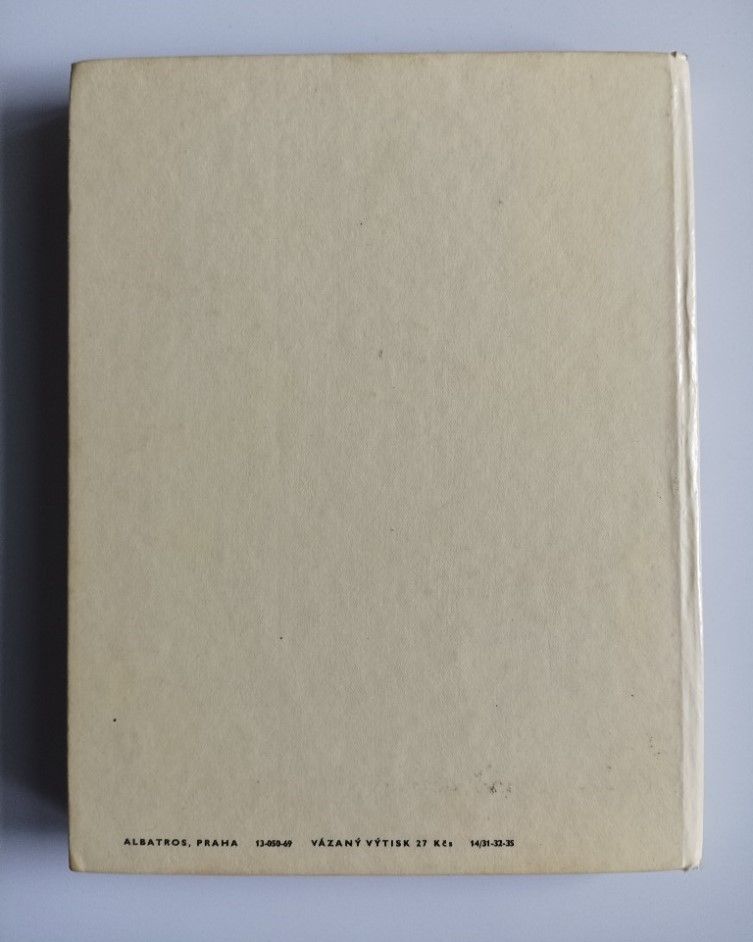 ALBATROS, PRAHA 13-050-69 VÁZANÝ VÝTISK 27 Kčs 14/31-32-35